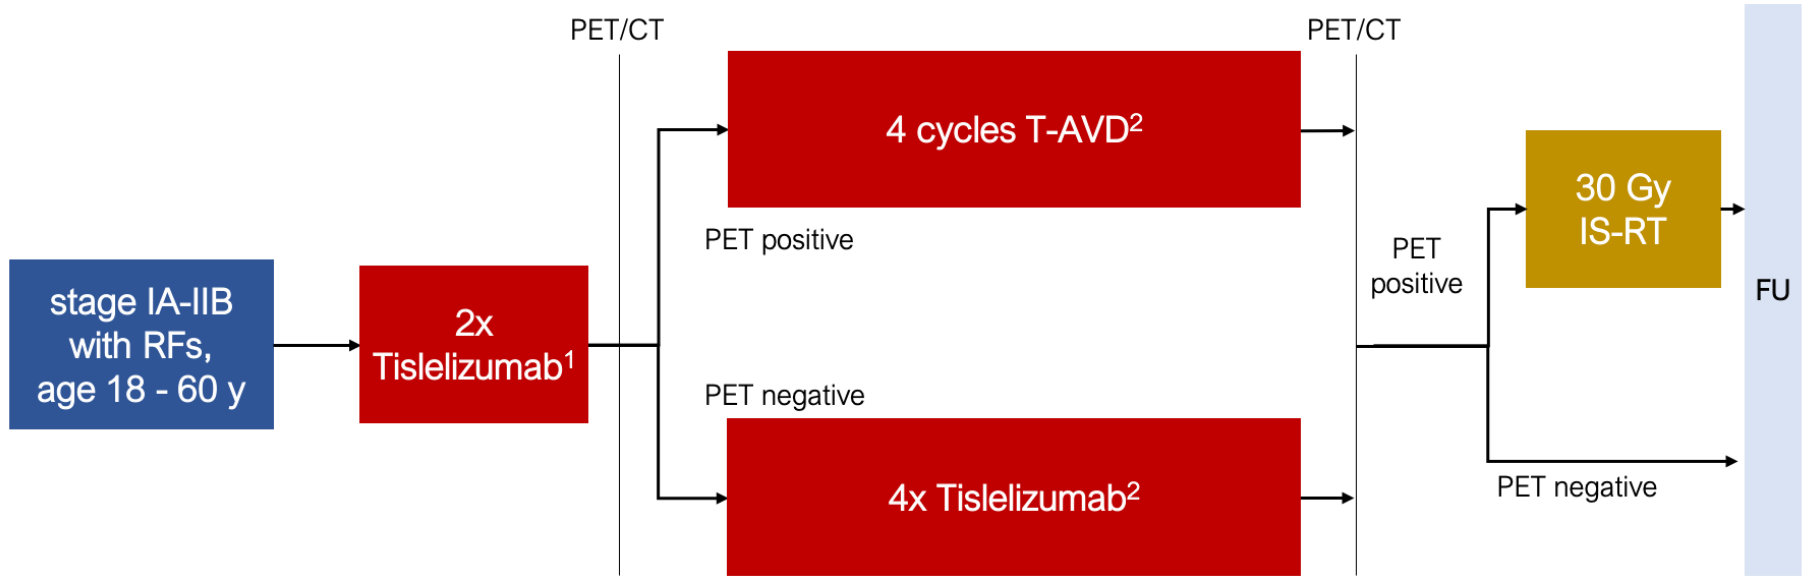 PET/CT
PET/CT
4 cycles T-AVD²
PET positive
stage IA-IIB
with RFs,
age 18 - 60 y
2x
Tislelizumab¹
PET negative
4x Tislelizumab²
30 Gy
IS-RT
PET
positive
PET negative
FU